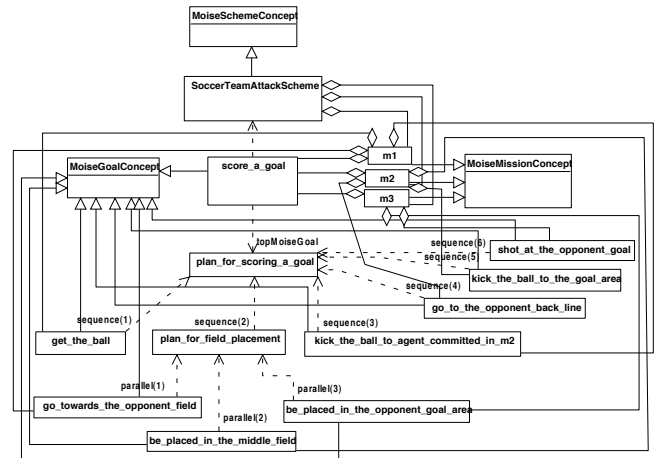 MoiseSchemeConcept
SoccerTeamAttackScheme
m1
MoiseGoalConcept
score_a_goal
MoiseMissionConcept
m2
m3
topMoiseGoal
sequence(6)
shot_at_the_opponent_goal
plan_for_scoring_a_goal
sequence(5)
kick_the_ball_to_the_goal_area
sequence(4)
go_to_the_opponent_back_line
sequence(1)
sequence(2)
sequence(3)
get_the_ball
plan_for_field_placement
kick_the_ball_to_agent_committed_in_m2
parallel(1)
parallel(3)
go_towards_the_opponent_field
be_placed_in_the_opponent_goal_area
parallel(2)
be_placed_in_the_middle_field